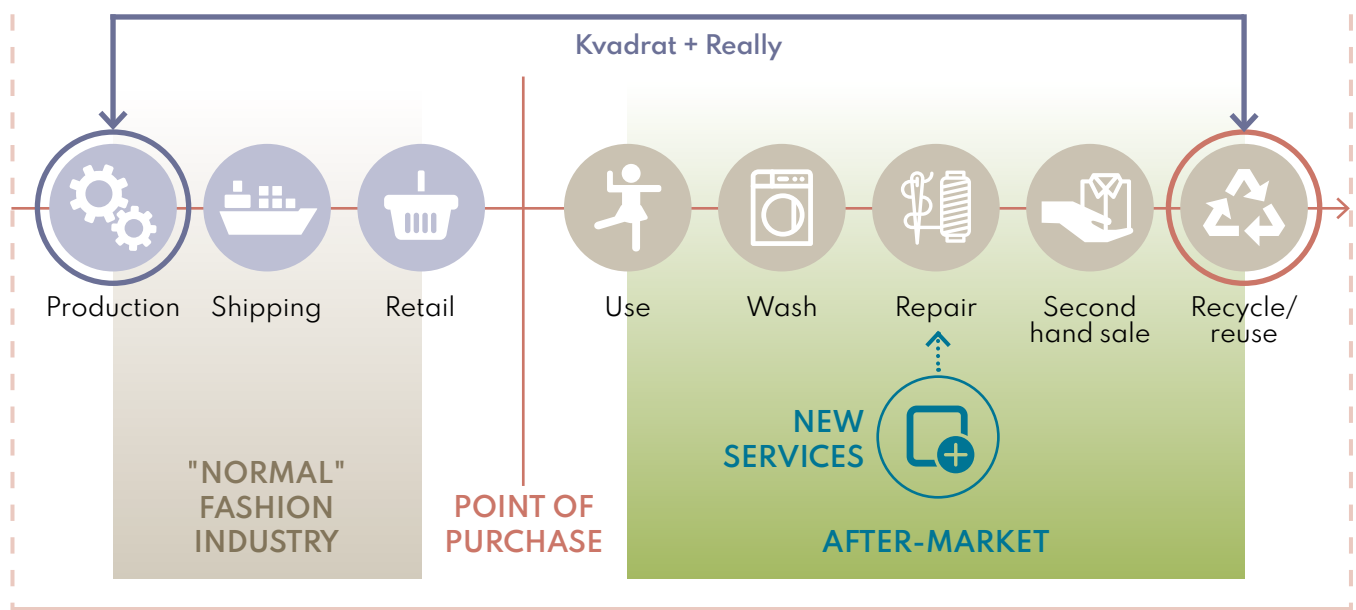 Kvadrat + Really
Production
Shipping
Retail
Use
Wash
Repair
Second
hand sale
Recycle/
reuse
NEW
SERVICES
"NORMAL"
FASHION
INDUSTRY
POINT OF
PURCHASE
AFTER-MARKET